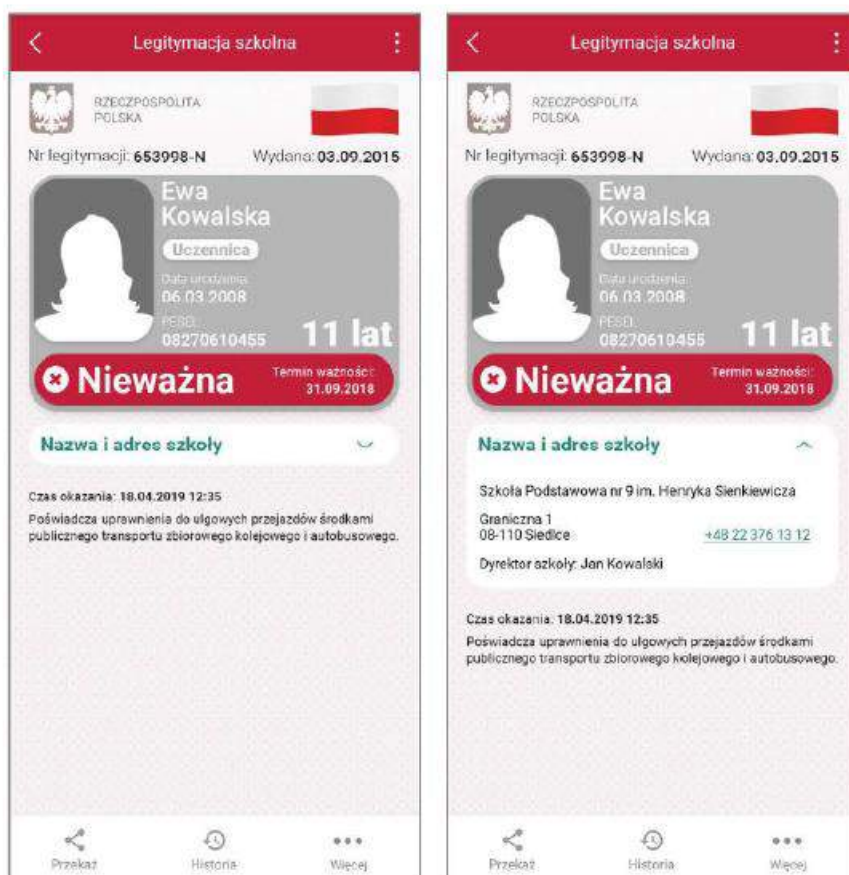 Legitymacja szkolna
RZECZPOSPOLITA
POLSKA
Nr legitymacji: 653998-N Wydana: 03.09.2015
Ewa
Kowalska
Uczennica
Data urodzenia:
06.03.2008
PESEL:
08270610455
11 lat
Nieważna
Termin ważności:
31.09.2018
Nazwa i adres szkoły
Czas okazania: 18.04.2019 12:35
Poświadcza uprawnienia do ulgowych przejazdów środkami
publicznego transportu zbiorowego kolejowego i autobusowego.
Przekaż Historia Więcej
Legitymacja szkolna
RZECZPOSPOLITA
POLSKA
Nr legitymacji: 653998-N Wydana: 03.09.2015
Ewa
Kowalska
Uczennica
Data urodzenia:
06.03.2008
PESEL:
08270610455
11 lat
Nieważna
Termin ważności:
31.09.2018
Nazwa i adres szkoły
Szkoła Podstawowa nr 9 im. Henryka Sienkiewicza
Graniczna 1
08-110 Siedlce +48 22 376 13 12
Dyrektor szkoły: Jan Kowalski
Czas okazania: 18.04.2019 12:35
Poświadcza uprawnienia do ulgowych przejazdów środkami
publicznego transportu zbiorowego kolejowego i autobusowego.
Przekaż Historia Więcej